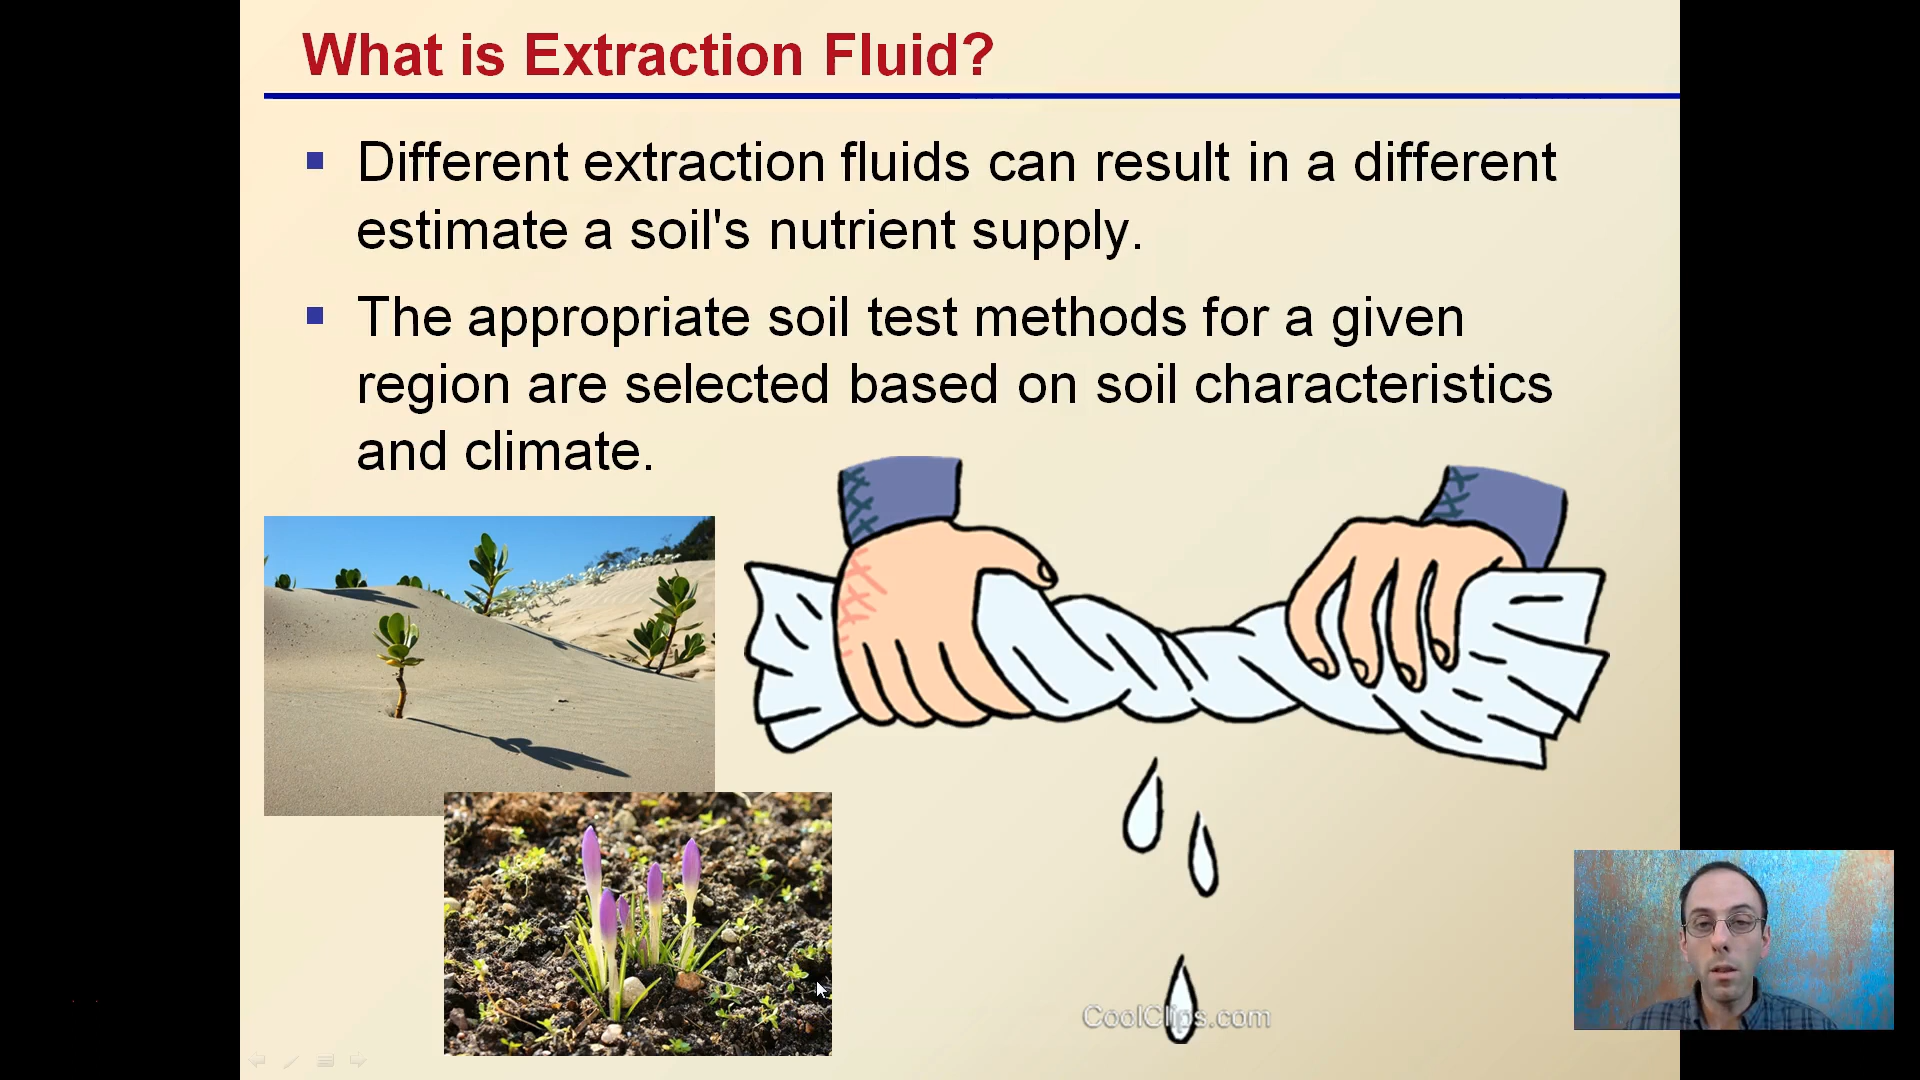 What is Extraction Fluid?
Different extraction fluids can result in a different
estimate a soil's nutrient supply.
The appropriate soil test methods for a given
region are selected based on soil characteristics
and climate.
CoolClips.com